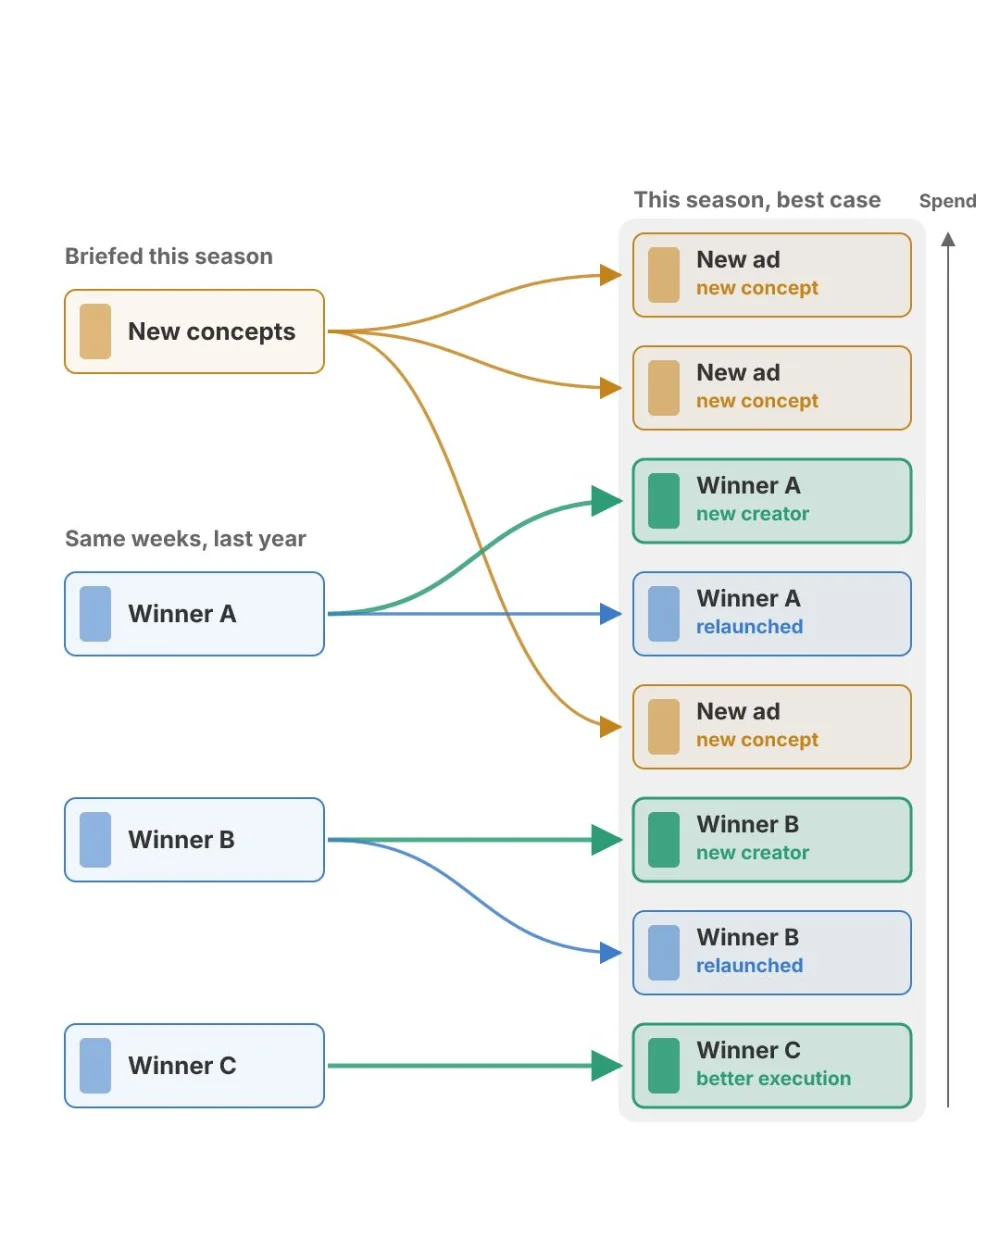 Briefed this season
New concepts
Same weeks, last year
Winner A
Winner B
Winner C
This season, best case
Spend
New ad
new concept
New ad
new concept
Winner A
new creator
Winner A
relaunched
New ad
new concept
Winner B
new creator
Winner B
relaunched
Winner C
better execution